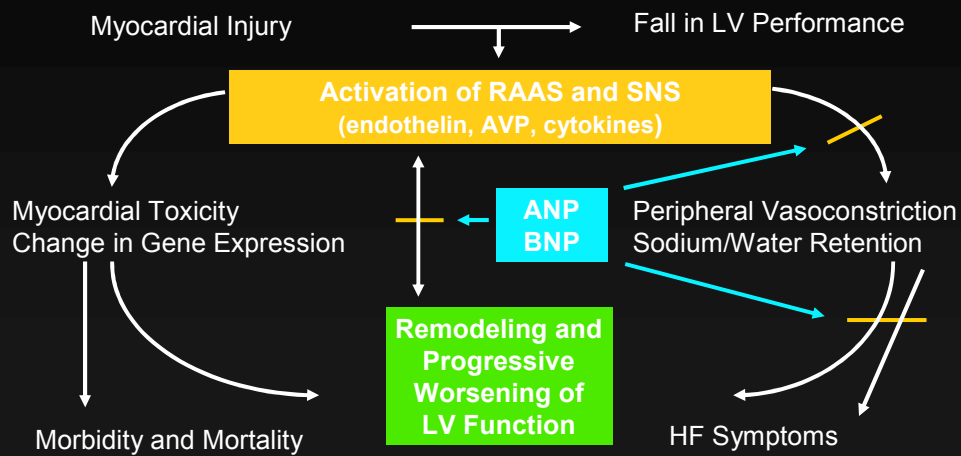 Myocardial Injury
Fall in LV Performance
Activation of RAAS and SNS
(endothelin, AVP, cytokines)
Myocardial Toxicity
Change in Gene Expression
ANP
BNP
Peripheral Vasoconstriction
Sodium/Water Retention
Remodeling and
Progressive
Worsening of
LV Function
Morbidity and Mortality
HF Symptoms